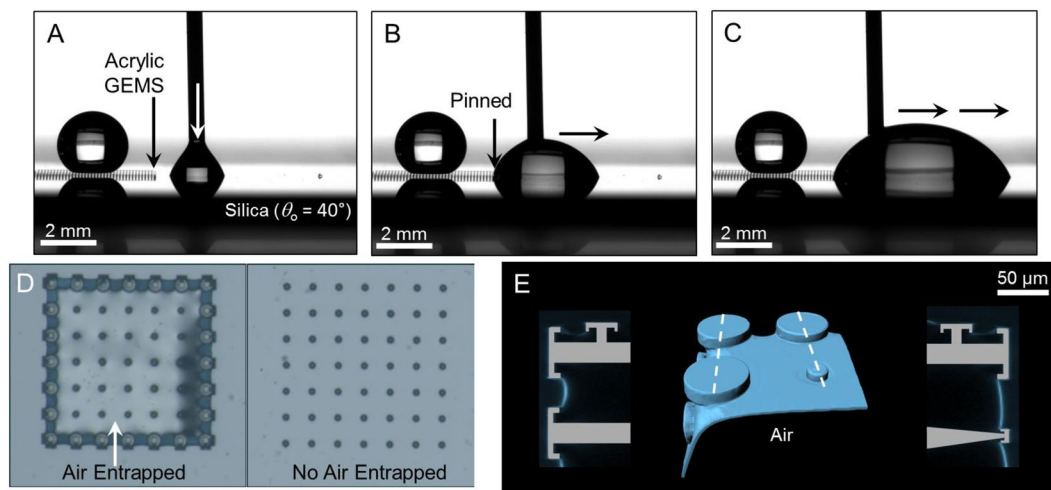 A
Acrylic
GEMS
Silica (θo = 40°)
2 mm
B
Pinned
2 mm
C
2 mm
D
Air Entrapped
No Air Entrapped
E
50 µm
Air